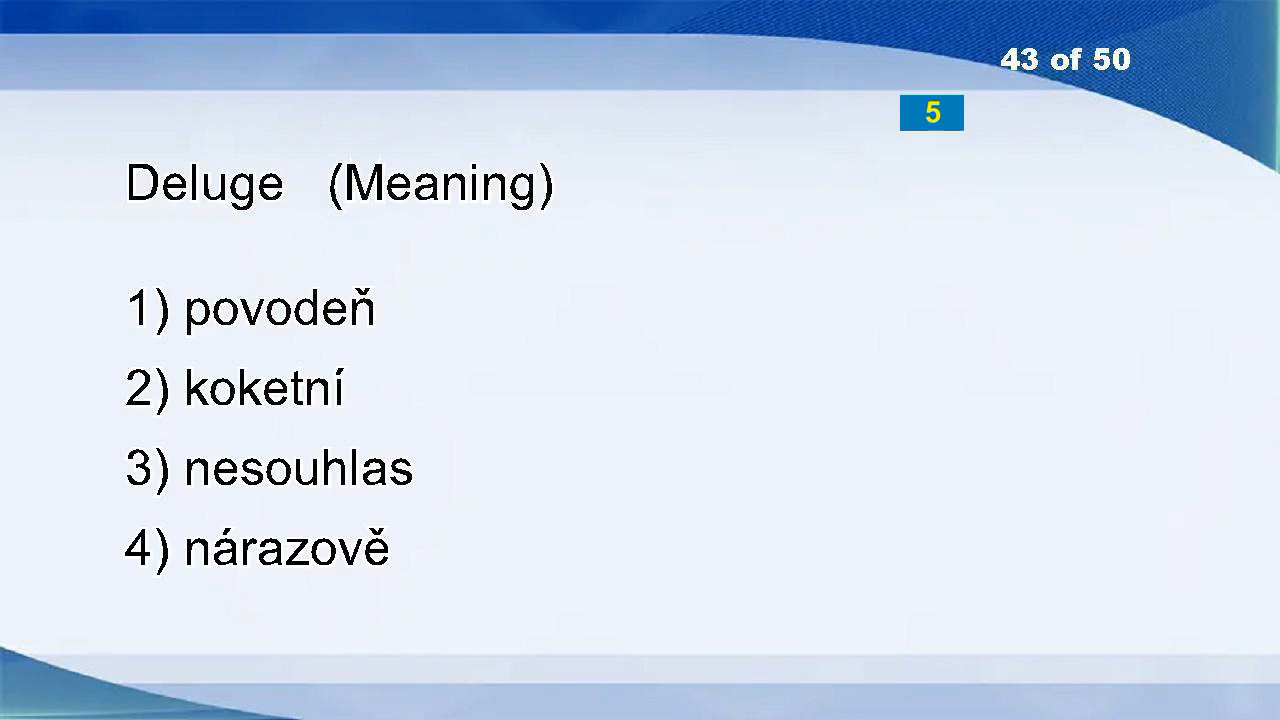 43 of 50
5
Deluge (Meaning)
1) povodeň
2) koketní
3) nesouhlas
4) nárazově